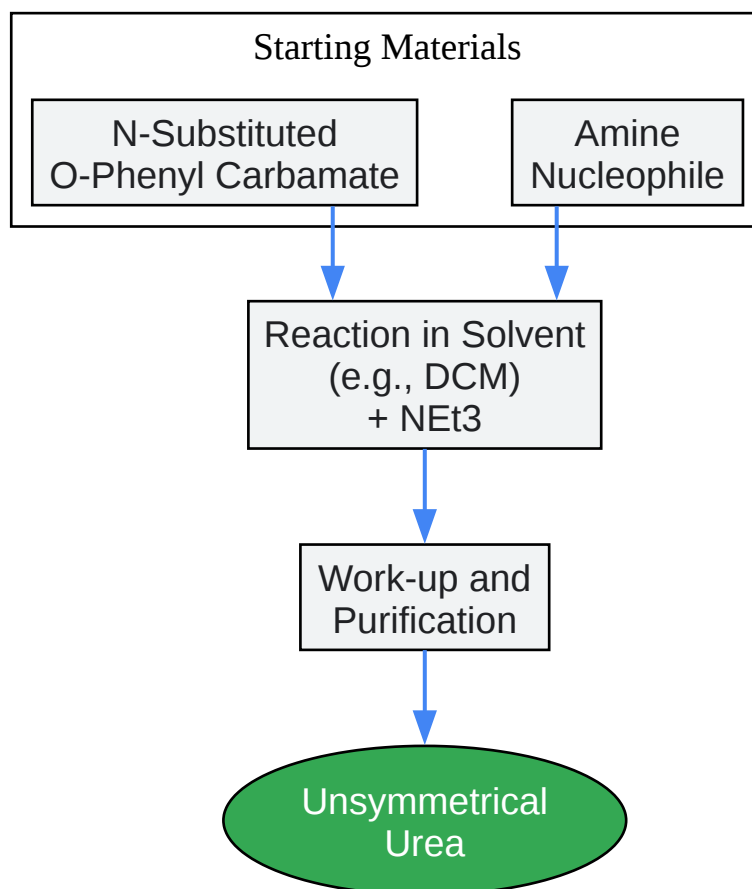 Starting Materials
N-Substituted
O-Phenyl Carbamate
Amine
Nucleophile
Reaction in Solvent
(e.g., DCM)
+ NEt3
Work-up and
Purification
Unsymmetrical
Urea